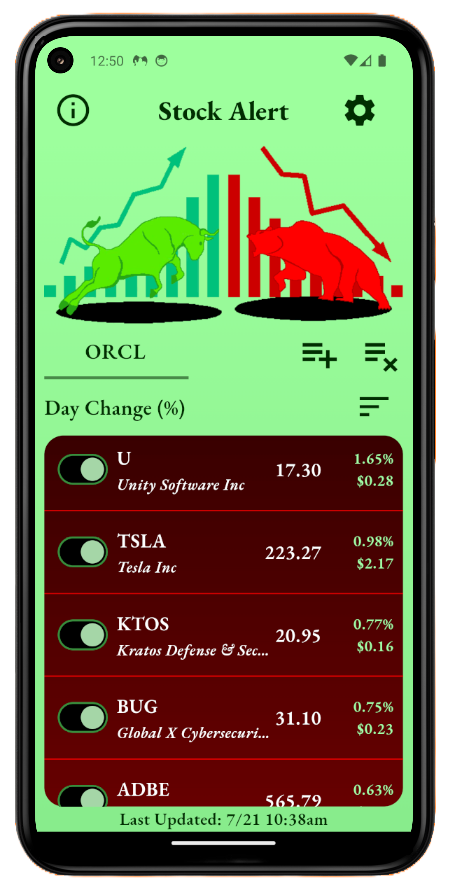 12:50
Stock Alert
ORCL
Day Change (%)
U
Unity Software Inc
17.30
1.65%
$0.28
TSLA
Tesla Inc
223.27
0.98%
$2.17
KTOS
Kratos Defense & Sec...
20.95
0.77%
$0.16
BUG
Global X Cybersecuri...
31.10
0.75%
$0.23
ADBE
565.79
0.63%
Last Updated: 7/21 10:38am